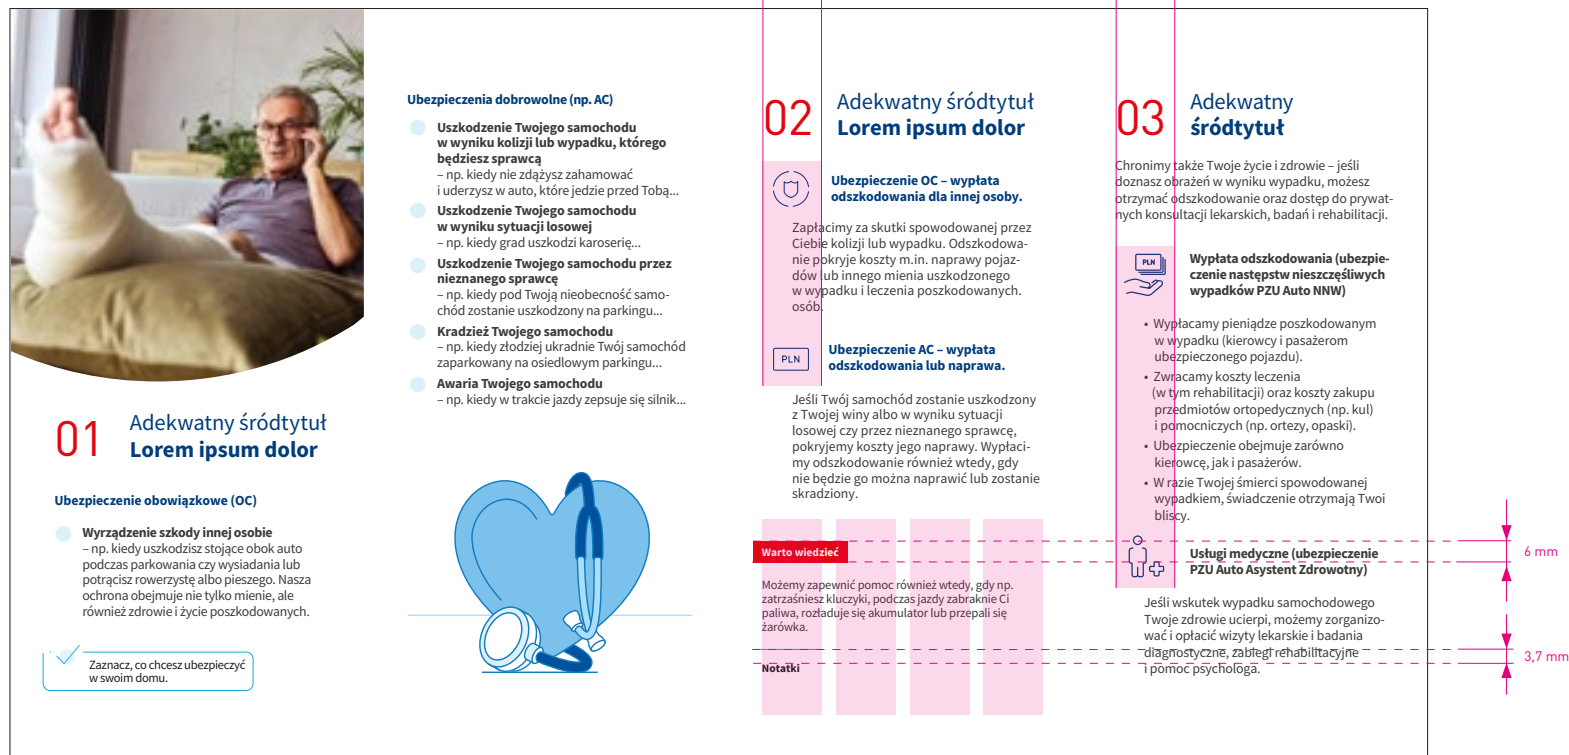 01
Adekwatny śródtytuł
Lorem ipsum dolor
Ubezpieczenie obowiązkowe (OC)
Wyrządzenie szkody innej osobie
– np. kiedy uszkodzisz stojące obok auto
podczas parkowania czy wysiadania lub
potrącisz rowerzystę albo pieszego. Nasza
ochrona obejmuje nie tylko mienie, ale
również zdrowie i życie poszkodowanych.
Zaznacz, co chcesz ubezpieczyć
w swoim domu.
Ubezpieczenia dobrowolne (np. AC)
Uszkodzenie Twojego samochodu
w wyniku kolizji lub wypadku, którego
będziesz sprawcą
– np. kiedy nie zdążysz zahamować
i uderzysz w auto, które jedzie przed Tobą...
Uszkodzenie Twojego samochodu
w wyniku sytuacji losowej
– np. kiedy grad uszkodzi karoserię...
Uszkodzenie Twojego samochodu przez
nieznanego sprawcę
– np. kiedy pod Twoją nieobecność samo-
chód zostanie uszkodzony na parkingu...
Kradzież Twojego samochodu
– np. kiedy złodziej ukradnie Twój samochód
zaparkowany na osiedlowym parkingu...
Awaria Twojego samochodu
– np. kiedy w trakcie jazdy zepsuje się silnik...
02
Adekwatny śródtytuł
Lorem ipsum dolor
Ubezpieczenie OC – wypłata
odszkodowania dla innej osoby.
Zapłacimy za skutki spowodowanej przez
Ciebie kolizji lub wypadku. Odszkodowa-
nie pokryje koszty m.in. naprawy pojaz-
dów lub innego mienia uszkodzonego
w wypadku i leczenia poszkodowanych.
osób.
PLN
Ubezpieczenie AC – wypłata
odszkodowania lub naprawa.
Jeśli Twój samochód zostanie uszkodzony
z Twojej winy albo w wyniku sytuacji
losowej czy przez nieznanego sprawcę,
pokryjemy koszty jego naprawy. Wypłaci-
my odszkodowanie również wtedy, gdy
nie będzie go można naprawić lub zostanie
skradziony.
Warto wiedzieć
Możemy zapewnić pomoc również wtedy, gdy np.
zatrzaśniesz kluczyki, podczas jazdy zabraknie Ci
paliwa, rozładuje się akumulator lub przepali się
żarówka.
Notatki
03
Adekwatny
śródtytuł
Chronimy także Twoje życie i zdrowie – jeśli
doznasz obrażeń w wyniku wypadku, możesz
otrzymać odszkodowanie oraz dostęp do prywat-
nych konsultacji lekarskich, badań i rehabilitacji.
PLN
Wypłata odszkodowania (ubezpie-
czenie następstw nieszczęśliwych
wypadków PZU Auto NNW)
• Wypłacamy pieniądze poszkodowanym
w wypadku (kierowcy i pasażerom
ubezpieczonego pojazdu).
• Zwracamy koszty leczenia
(w tym rehabilitacji) oraz koszty zakupu
przedmiotów ortopedycznych (np. kul)
i pomocniczych (np. ortezy, opaski).
• Ubezpieczenie obejmuje zarówno
kierowcę, jak i pasażerów.
• W razie Twojej śmierci spowodowanej
wypadkiem, świadczenie otrzymają Twoi
bliscy.
Usługi medyczne (ubezpieczenie
PZU Auto Asystent Zdrowotny)
Jeśli wskutek wypadku samochodowego
Twoje zdrowie ucierpi, możemy zorganizo-
wać i opłacić wizyty lekarskie i badania
diagnostyczne, zabiegi rehabilitacyjne
i pomoc psychologa.
6 mm
3,7 mm